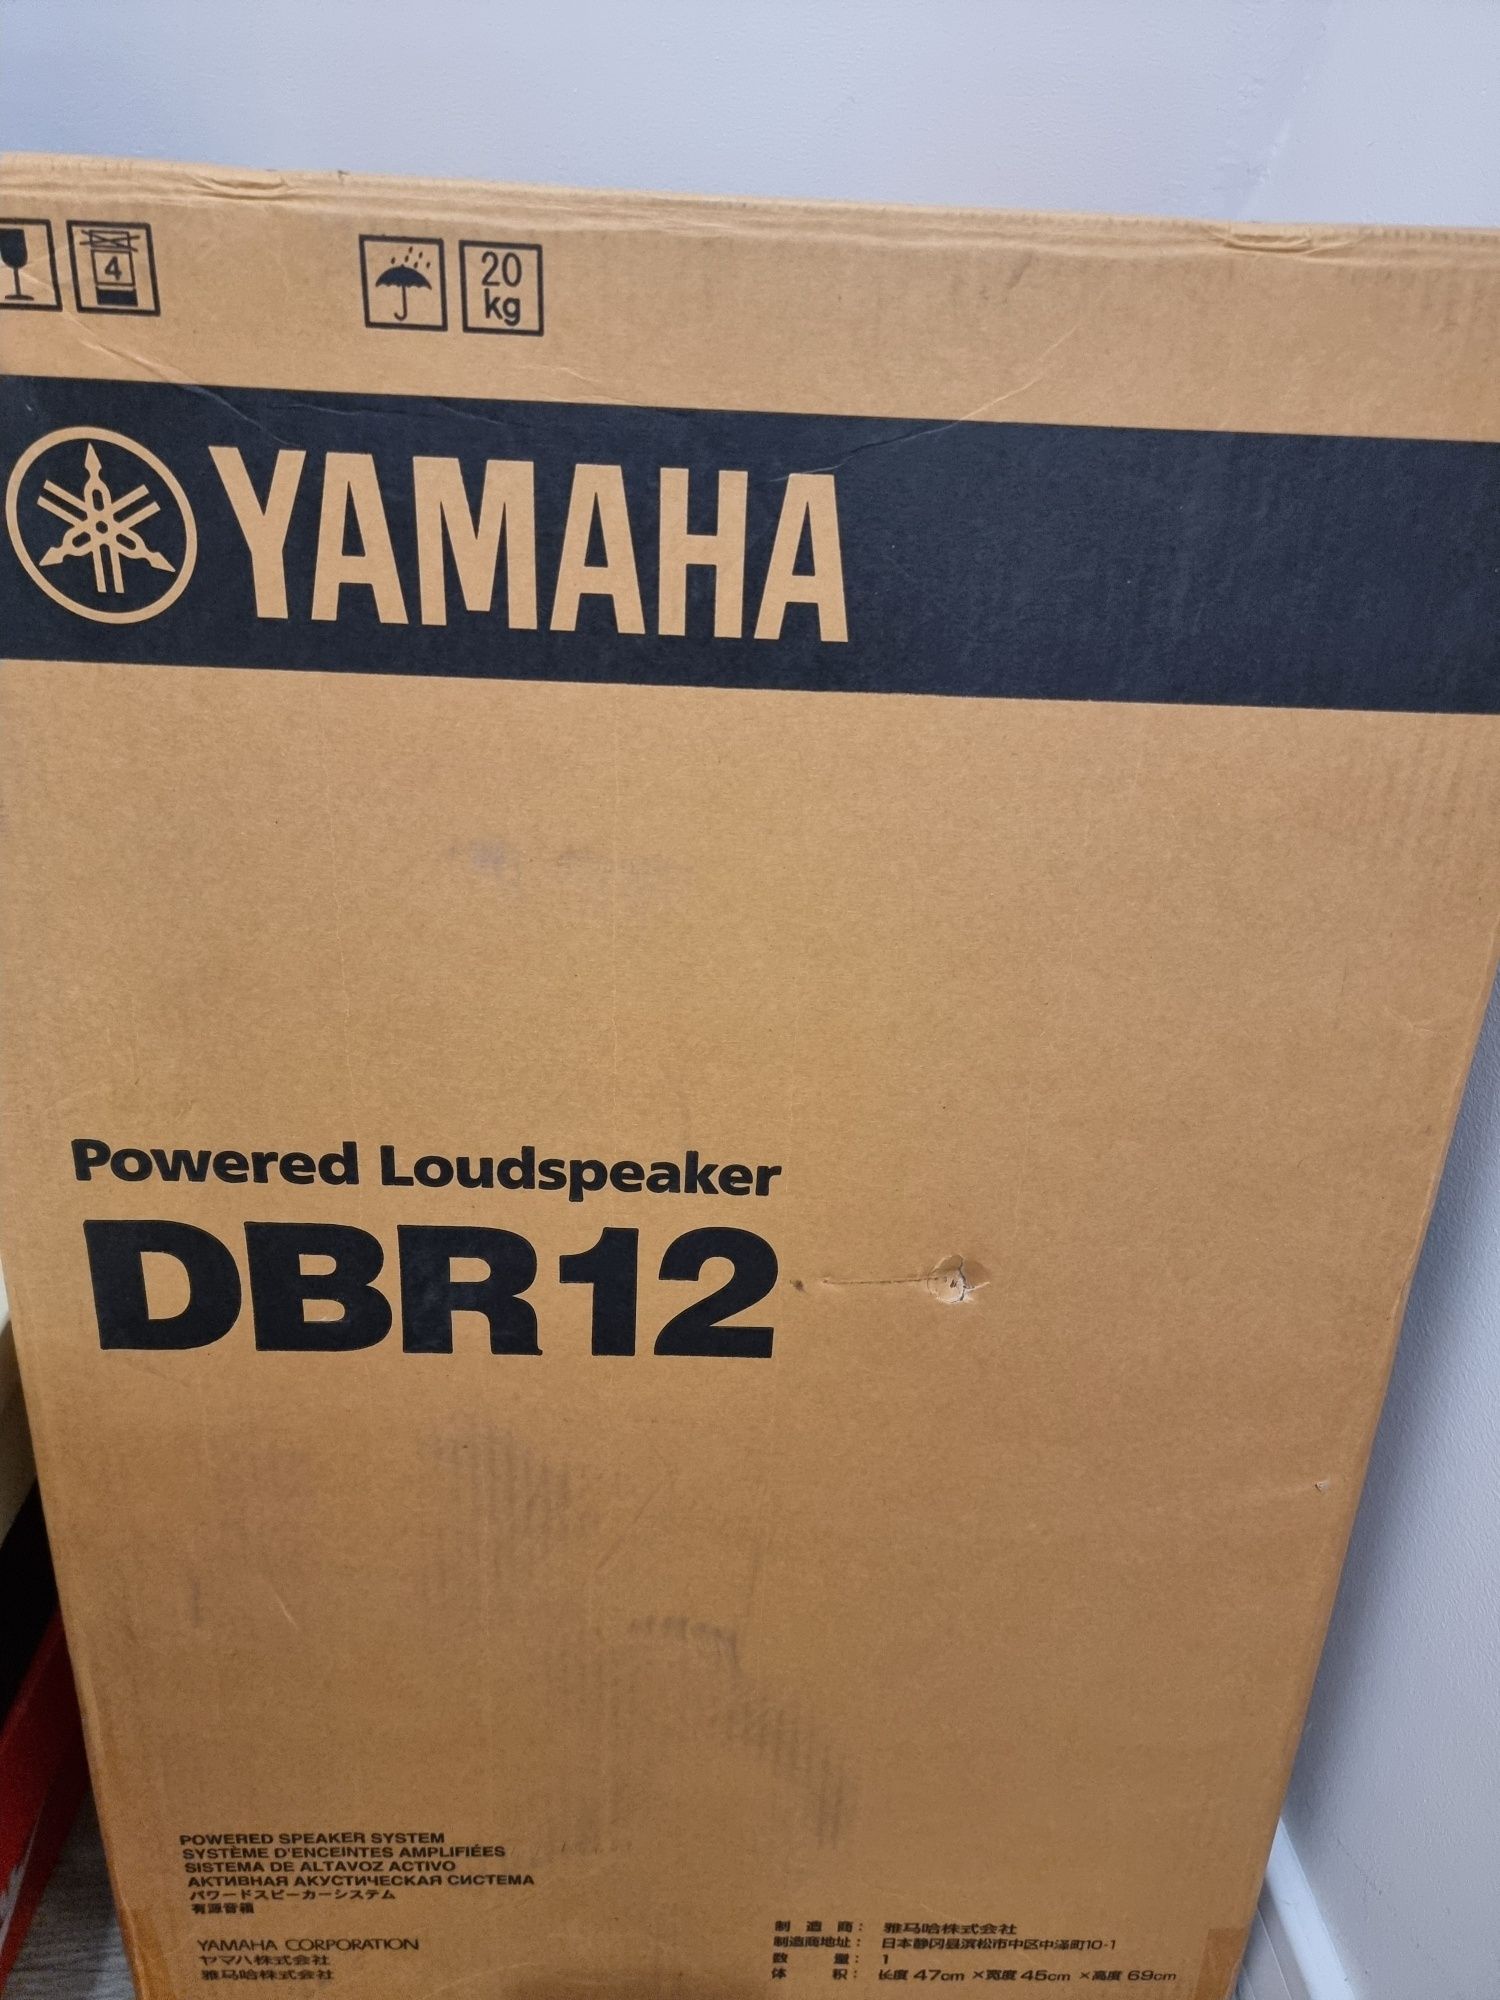 4
20
kg
YAMAHA
Powered Loudspeaker
DBR12
POWERED SPEAKER SYSTEM
SYSTÈME D'ENCEINTES AMPLIFIÉES
SISTEMA DE ALTAVOZ ACTIVO
АКТИВНАЯ АКУСТИЧЕСКАЯ СИСТЕМА
パワードスピーカーシステム
有源音箱
YAMAHA CORPORATION
ヤマハ株式会社
雅马哈株式会社
制 造 商： 雅马哈株式会社
制造商地址： 日本静冈县滨松市中区中泽町10-1
数 量： 1
体 积： 长度 47cm ×宽度 45cm ×高度 69cm